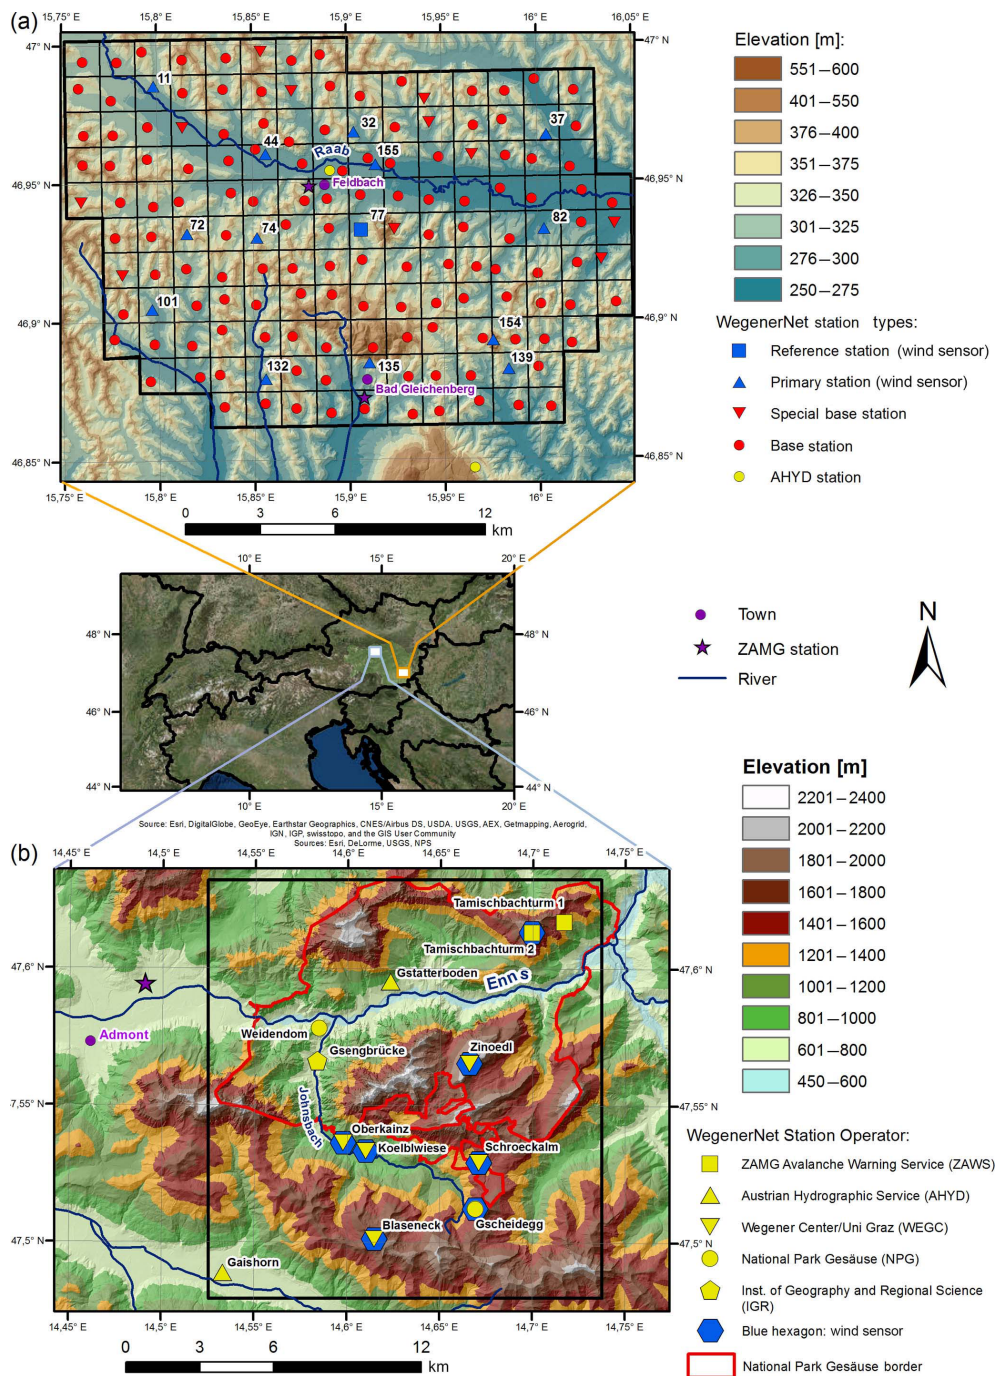 (a)
15,75° E 15,8° E 15,85° E 15,9° E 15,95° E 16° E 16,05° E
47° N
47° N
46,95° N
46,95° N
46,9° N
46,9° N
46,85° N
46,85° N
11
37
32
44
Raab
155
Feldbach
77
72
74
82
101
154
132
135
139
Bad Gleichenberg
15,75° E 15,8° E 15,85° E 15,9° E 15,95° E 16° E
0 3 6 12
km
Elevation [m]:
551–600
401–550
376–400
351–375
326–350
301–325
276–300
250–275
WegenerNet station types:
Reference station (wind sensor)
Primary station (wind sensor)
Special base station
Base station
AHYD station
10° E 15° E 20° E
48° N
48° N
46° N
46° N
44° N
44° N
10° E 15° E 20° E
Source: Esri, DigitalGlobe, GeoEye, Earthstar Geographics, CNES/Airbus DS, USDA, USGS, AEX, Getmapping, Aerogrid,
IGN, IGP, swisstopo, and the GIS User Community
Sources: Esri, DeLorme, USGS, NPS
Town
ZAMG station
River
N
(b)
14,45° E 14,5° E 14,55° E 14,6° E 14,65° E 14,7° E 14,75° E
47,6° N
47,6° N
7,55° N
47,55° N
47,5° N
47,5° N
Tamischbachturm 1
Tamischbachturm 2
Gstatterboden
Enns
Admont
Weidendom
Gsengbrücke
Zinoedl
Johnsbach
Oberkainz
Koelblwiese
Schroeckalm
Blaseneck
Gscheidegg
Gaishorn
14,45° E 14,5° E 14,55° E 14,6° E 14,65° E 14,7° E 14,75° E
0 3 6 12
km
Elevation [m]
2201–2400
2001–2200
1801–2000
1601–1800
1401–1600
1201–1400
1001–1200
801–1000
601–800
450–600
WegenerNet Station Operator:
ZAMG Avalanche Warning Service (ZAWS)
Austrian Hydrographic Service (AHYD)
Wegener Center/Uni Graz (WEGC)
National Park Gesäuse (NPG)
Inst. of Geography and Regional Science
(IGR)
Blue hexagon: wind sensor
National Park Gesäuse border